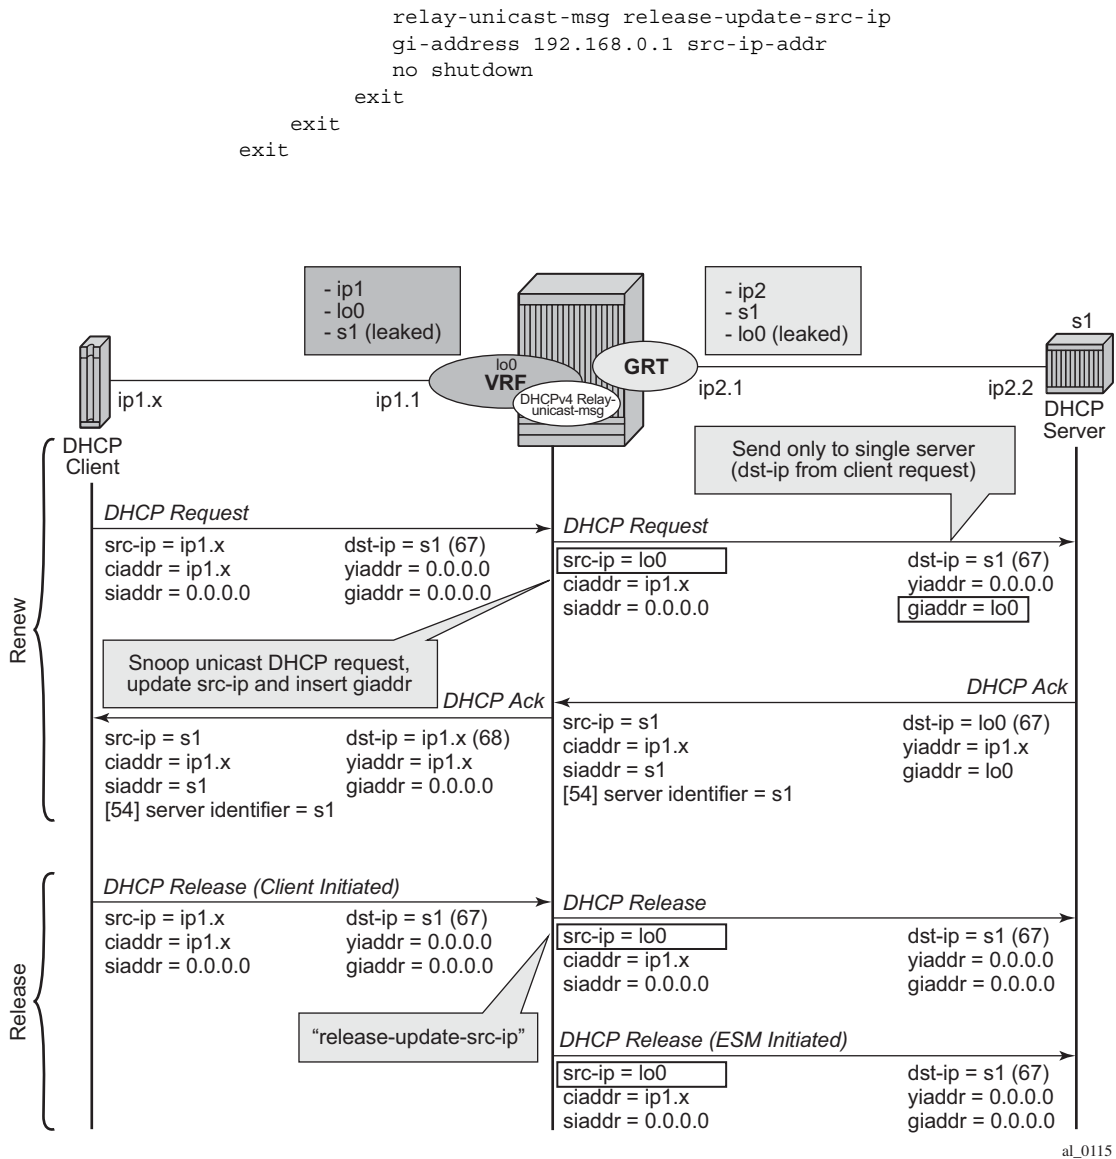 relay-unicast-msg release-update-src-ip
gi-address 192.168.0.1 src-ip-addr
no shutdown
exit
exit
exit
- ip1
- lo0
- s1 (leaked)
- ip2
- s1
- lo0 (leaked)
s1
lo0
VRF
GRT
DHCPv4 Relay-
unicast-msg
ip1.x
ip1.1
ip2.1
ip2.2
DHCP
Client
DHCP
Server
Send only to single server
(dst-ip from client request)
Renew
DHCP Request
src-ip = ip1.x dst-ip = s1 (67)
ciaddr = ip1.x yiaddr = 0.0.0.0
siaddr = 0.0.0.0 giaddr = 0.0.0.0
DHCP Request
src-ip = lo0 dst-ip = s1 (67)
ciaddr = ip1.x yiaddr = 0.0.0.0
siaddr = 0.0.0.0 giaddr = lo0
Snoop unicast DHCP request,
update src-ip and insert giaddr
DHCP Ack
src-ip = s1 dst-ip = ip1.x (68)
ciaddr = ip1.x yiaddr = ip1.x
siaddr = s1 giaddr = 0.0.0.0
[54] server identifier = s1
DHCP Ack
src-ip = s1 dst-ip = lo0 (67)
ciaddr = ip1.x yiaddr = ip1.x
siaddr = s1 giaddr = lo0
[54] server identifier = s1
Release
DHCP Release (Client Initiated)
src-ip = ip1.x dst-ip = s1 (67)
ciaddr = ip1.x yiaddr = 0.0.0.0
siaddr = 0.0.0.0 giaddr = 0.0.0.0
DHCP Release
src-ip = lo0 dst-ip = s1 (67)
ciaddr = ip1.x yiaddr = 0.0.0.0
siaddr = 0.0.0.0 giaddr = 0.0.0.0
“release-update-src-ip”
DHCP Release (ESM Initiated)
src-ip = lo0 dst-ip = s1 (67)
ciaddr = ip1.x yiaddr = 0.0.0.0
siaddr = 0.0.0.0 giaddr = 0.0.0.0
al_0115